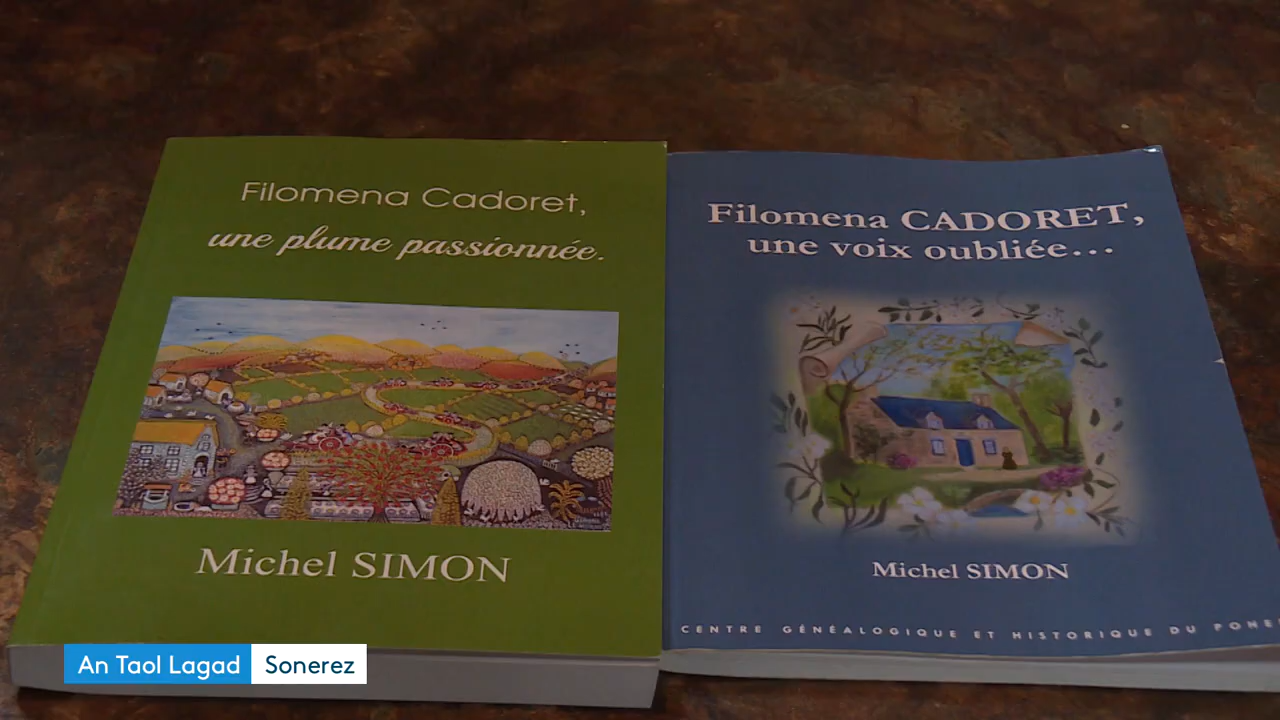 Filomena Cadoret,
une plume passionnée.
Michel SIMON
Filomena CADORET,
une voix oubliée...
Michel SIMON
CENTRE GÉNÉALOGIQUE ET HISTORIQUE DU
An Taol Lagad Sonerez